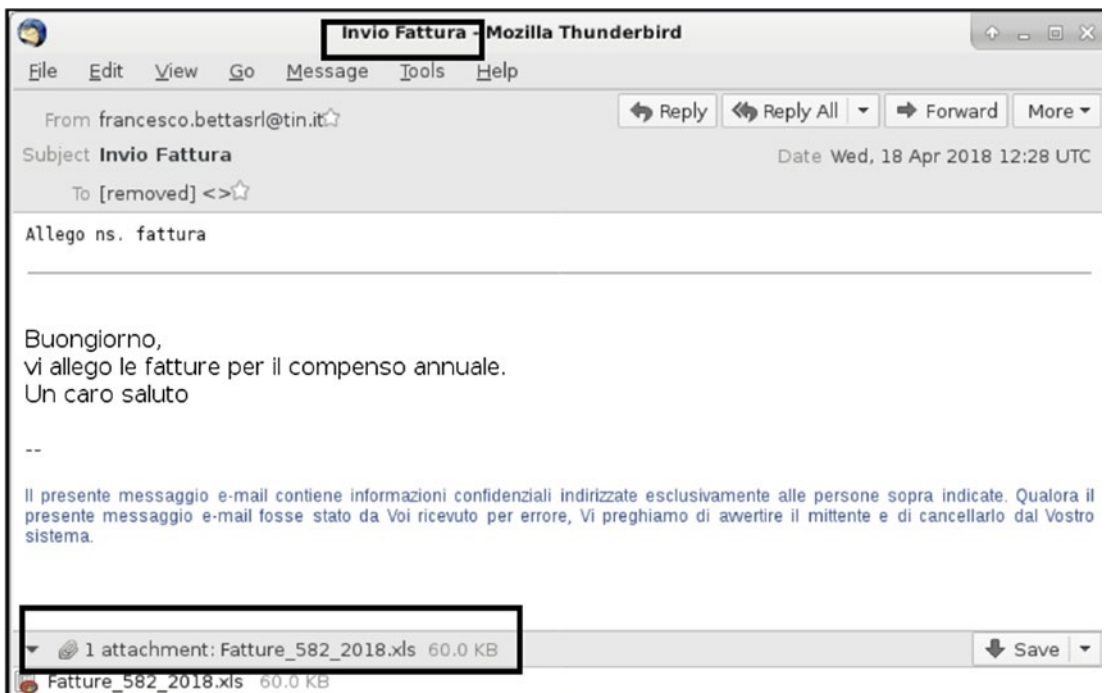 Invio Fattura - Mozilla Thunderbird
File Edit View Go Message Tools Help
From francesco.bettasrl@tin.it
Reply Reply All Forward More
Subject Invio Fattura
Date Wed, 18 Apr 2018 12:28 UTC
To [removed] <>
Allego ns. fattura
Buongiorno,
vi allego le fatture per il compenso annuale.
Un caro saluto
--
Il presente messaggio e-mail contiene informazioni confidenziali indirizzate esclusivamente alle persone sopra indicate. Qualora il
presente messaggio e-mail fosse stato da Voi ricevuto per errore, Vi preghiamo di avvertire il mittente e di cancellarlo dal Vostro
sistema.
1 attachment: Fatture_582_2018.xls 60.0 KB
Save
Fatture_582_2018.xls 60.0 KB